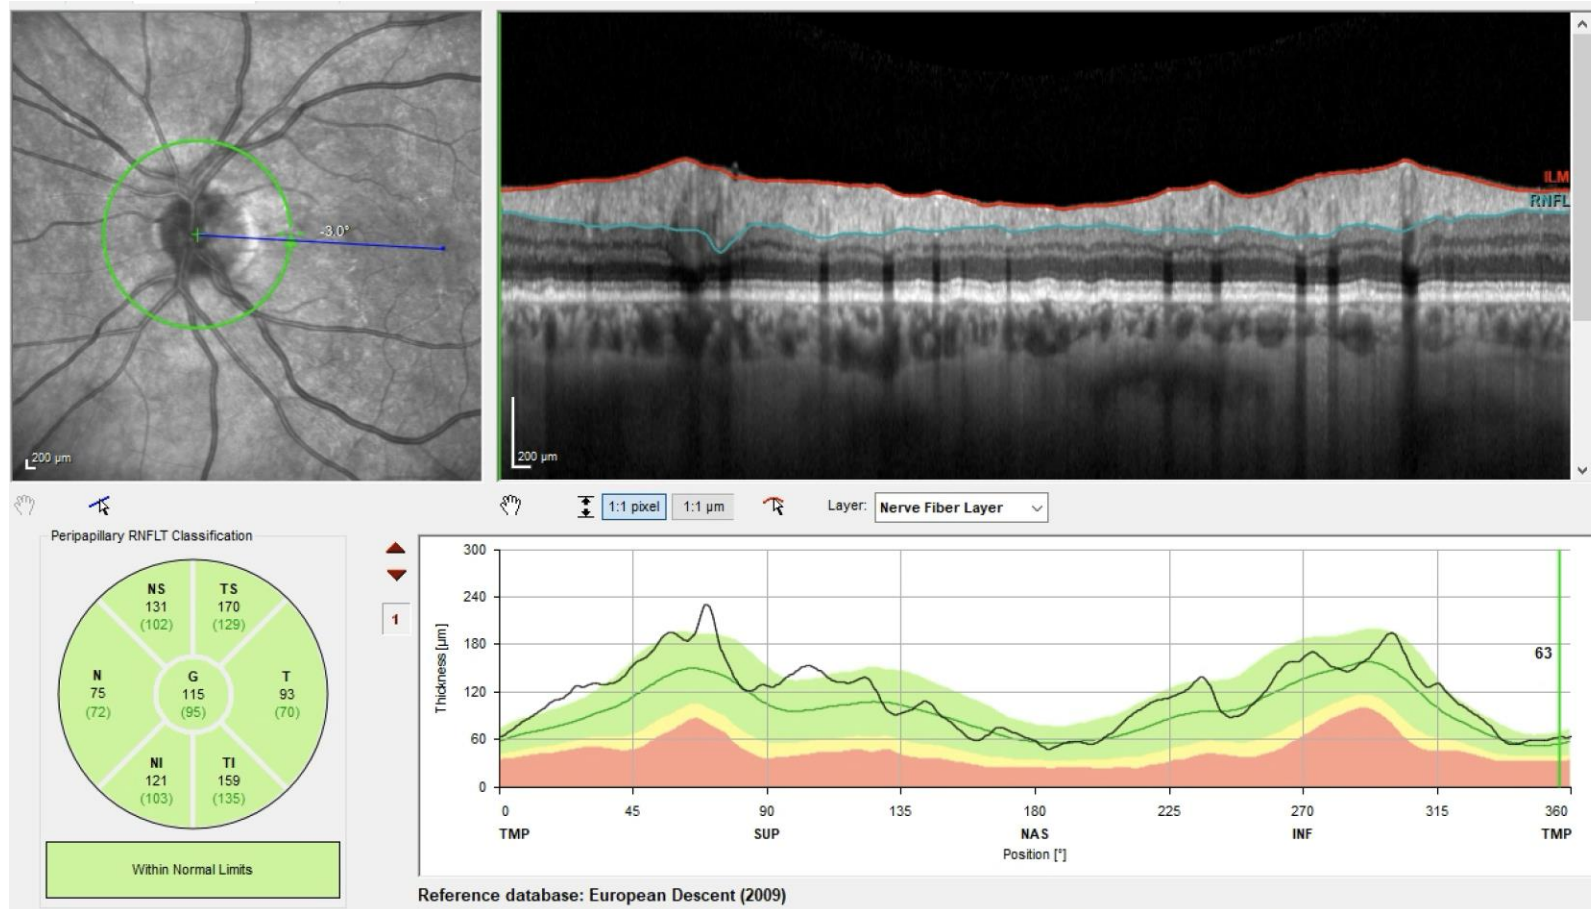 -3.0°
200 µm
ILM
RNFL
200 µm
1:1 pixel
1:1 µm
Layer:
Nerve Fiber Layer
Peripapillary RNFLT Classification
NS
131
(102)
TS
170
(129)
N
75
(72)
G
115
(95)
T
93
(70)
NI
121
(103)
TI
159
(135)
Within Normal Limits
1
Thickness [µm]
300
240
180
120
60
0
63
0 45 90 135 180 225 270 315 360
TMP SUP NAS INF TMP
Position [°]
Reference database: European Descent (2009)